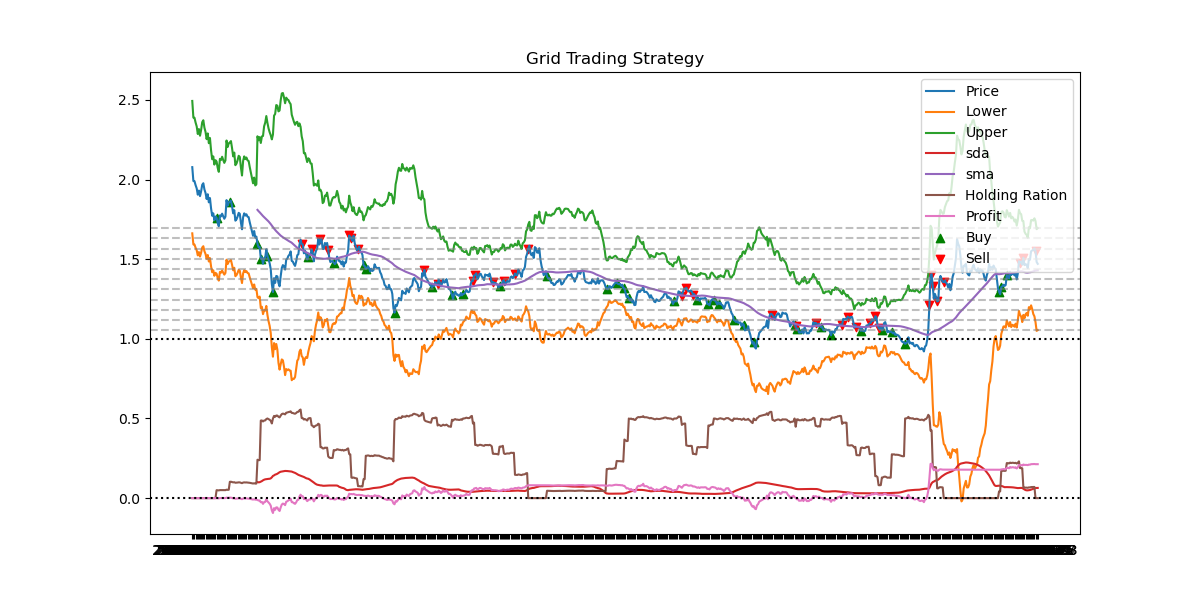 Grid Trading Strategy
2.5
2.0
1.5
1.0
0.5
0.0
Price
Lower
Upper
sda
sma
Holding Ration
Profit
Buy
Sell